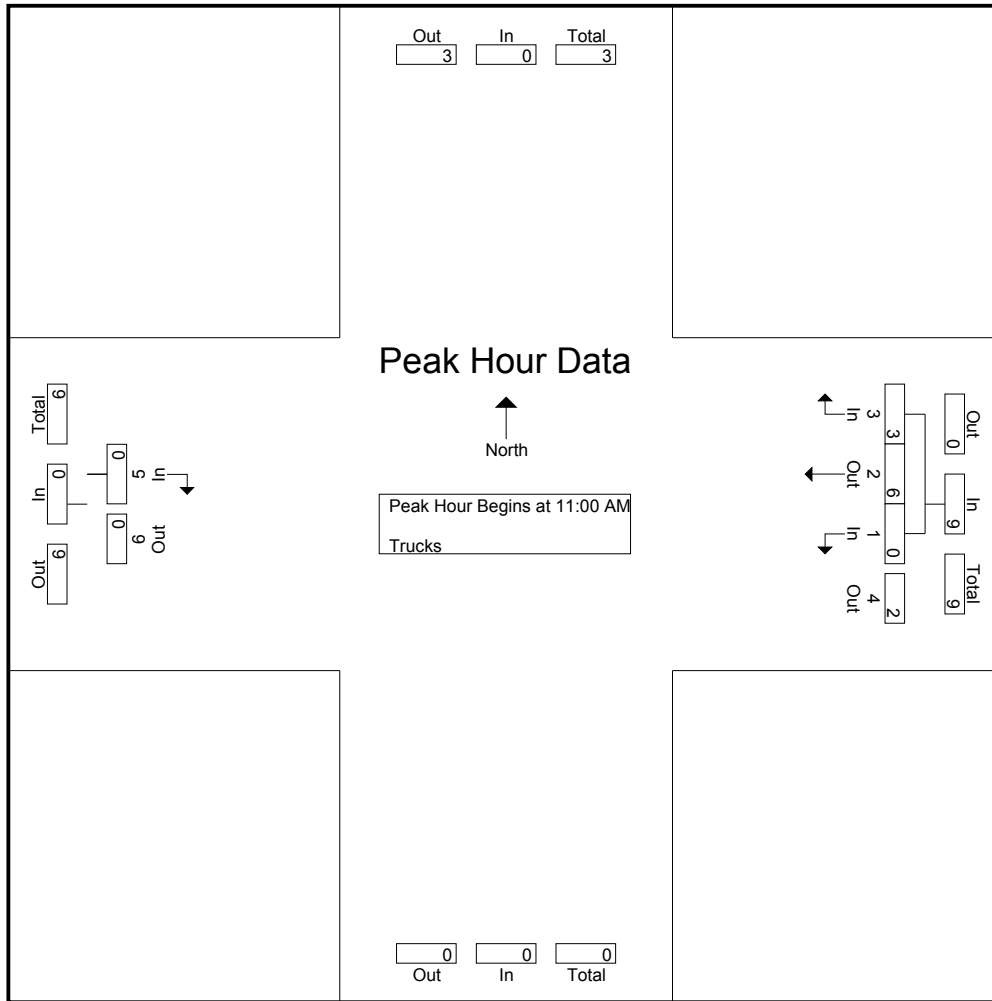 Out In Total
3 0 3
Peak Hour Data
North
Peak Hour Begins at 11:00 AM
Trucks
Total
6
In
0
Out
6
0
5
In
0
6
Out
Out
0
In
9
Total
9
3
3
In
6
2
Out
0
1
In
2
4
Out
0 0 0
Out In Total